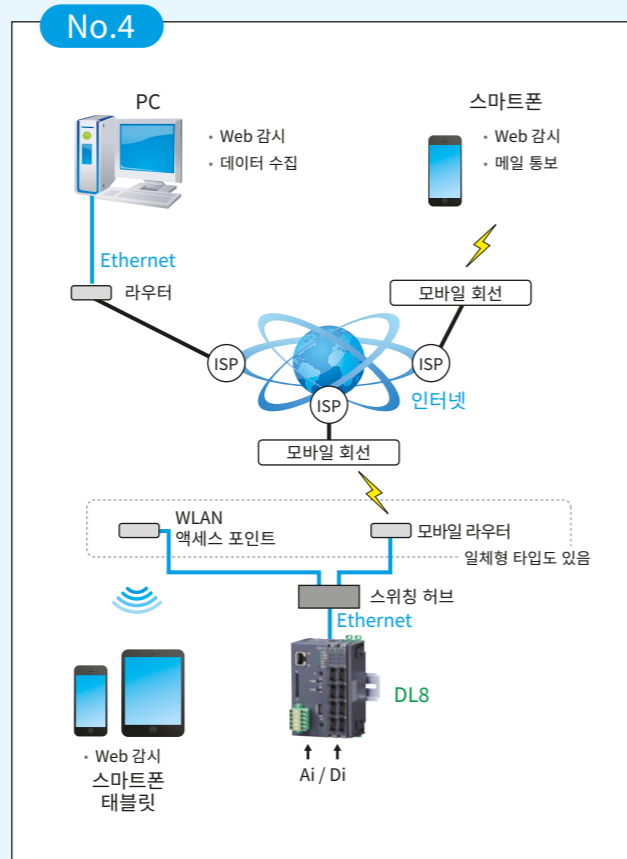 No.4
PC
· Web 감시
· 데이터 수집
스마트폰
· Web 감시
· 메일 통보
Ethernet
라우터
모바일 회선
ISP
ISP
ISP
인터넷
모바일 회선
WLAN
액세스 포인트
모바일 라우터
일체형 타입도 있음
스위칭 허브
Ethernet
DL8
Ai / Di
· Web 감시
스마트폰
태블릿